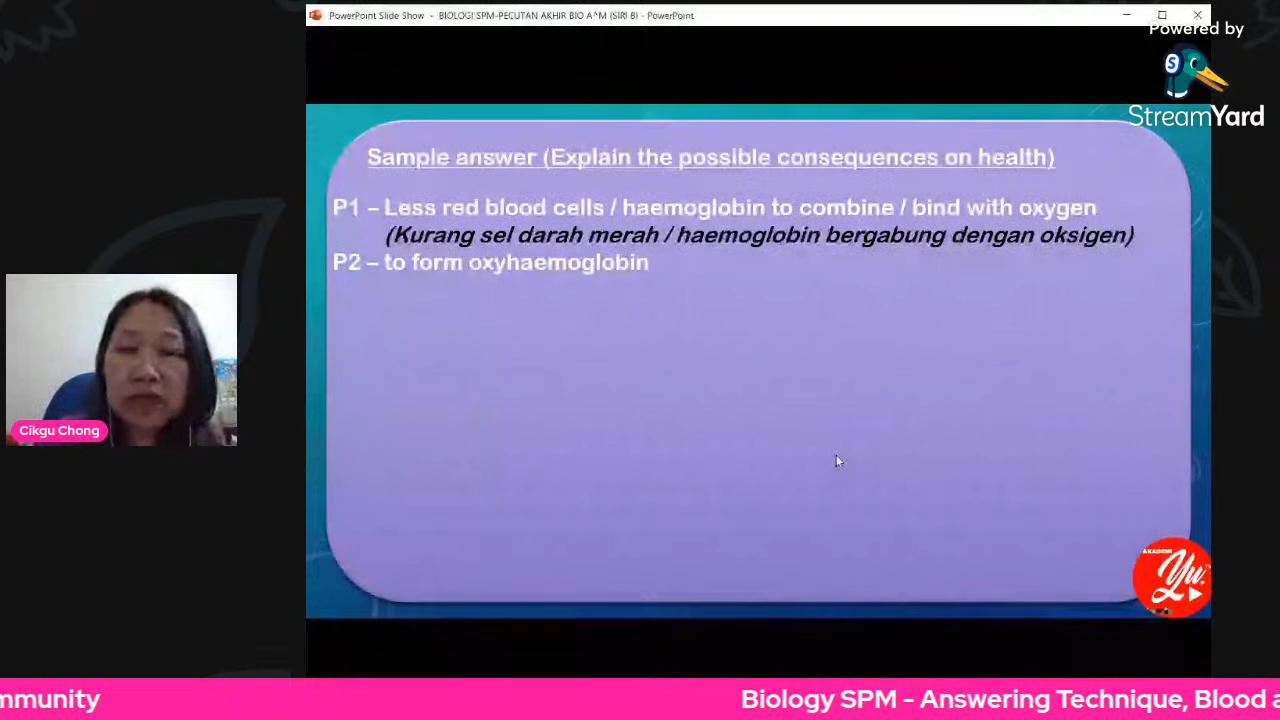 PowerPoint Slide Show - BIOLOGI SPM-PECUTAN AKHIR BIO A^M (SIRI 8) - PowerPoint
Powered by
S
StreamYard
Sample answer (Explain the possible consequences on health)
P1 – Less red blood cells / haemoglobin to combine / bind with oxygen
(Kurang sel darah merah / haemoglobin bergabung dengan oksigen)
P2 – to form oxyhaemoglobin
Cikgu Chong
AKADEMI
Yu
mmunity
Biology SPM - Answering Technique, Blood a